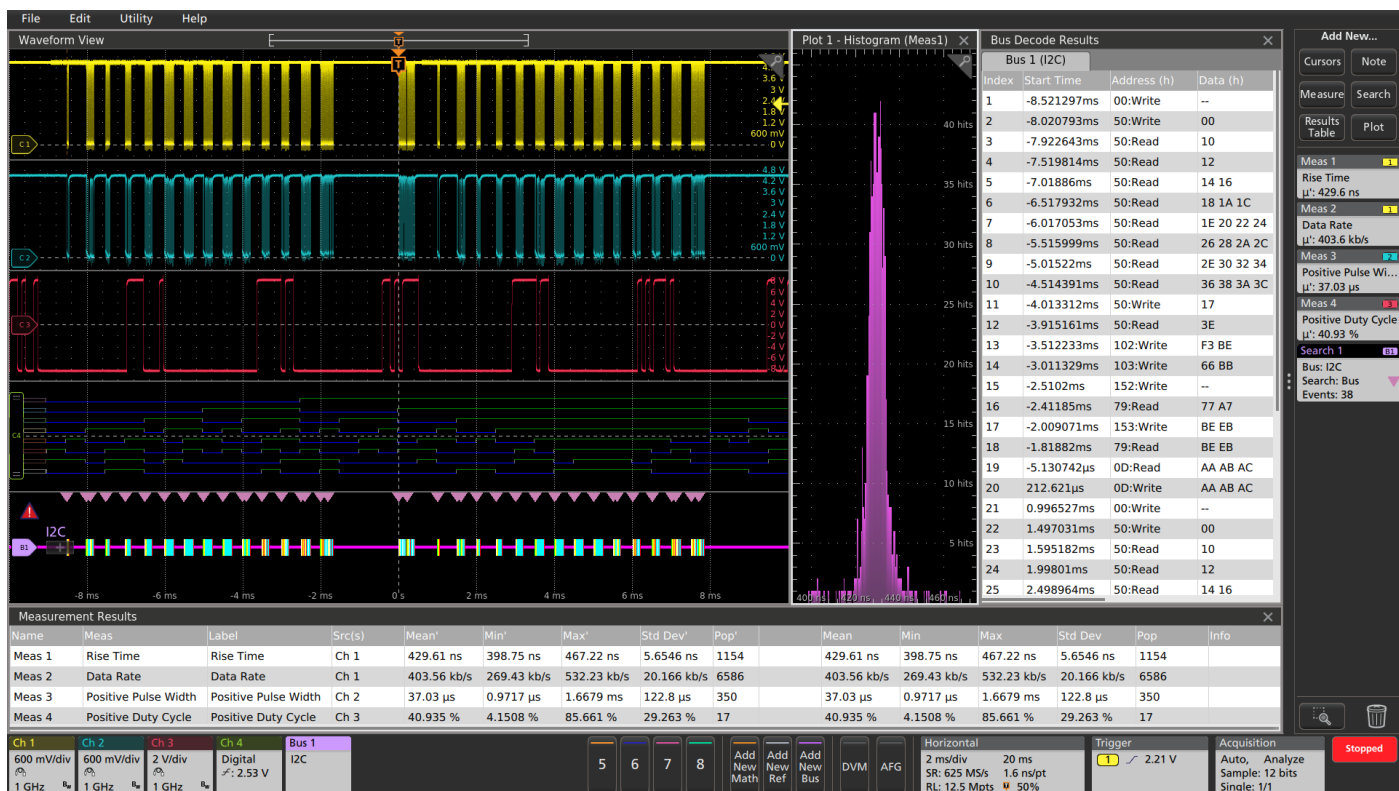 File Edit Utility Help
Waveform View
Plot 1 - Histogram (Meas1)
Bus Decode Results
Add New...
T
T
3.6 V
3 V
1.8 V
1.2 V
600 mV
0 V
C 1
4.8 V
4.2 V
3.6 V
3 V
2.4 V
1.8 V
1.2 V
600 mV
0 V
C 2
6 V
4 V
2 V
0 V
-2 V
-4 V
-6 V
-8 V
C 3
C4
!
I2C
B1
-8 ms -6 ms -4 ms -2 ms 0 s 2 ms 4 ms 6 ms 8 ms
40 hits
35 hits
30 hits
25 hits
20 hits
15 hits
10 hits
5 hits
400 ns 420 ns 440 ns 460 ns
Bus 1 (I2C)
Index Start Time Address (h) Data (h)
1 -8.521297ms 00:Write --
2 -8.020793ms 50:Write 00
3 -7.922643ms 50:Read 10
4 -7.519814ms 50:Read 12
5 -7.01886ms 50:Read 14 16
6 -6.517932ms 50:Read 18 1A 1C
7 -6.017053ms 50:Read 1E 20 22 24
8 -5.515999ms 50:Read 26 28 2A 2C
9 -5.01522ms 50:Read 2E 30 32 34
10 -4.514391ms 50:Read 36 38 3A 3C
11 -4.013312ms 50:Write 17
12 -3.915161ms 50:Read 3E
13 -3.512233ms 102:Write F3 BE
14 -3.011329ms 103:Write 66 BB
15 -2.5102ms 152:Write --
16 -2.41185ms 79:Read 77 A7
17 -2.009071ms 153:Write BE EB
18 -1.81882ms 79:Read BE EB
19 -5.130742µs 0D:Read AA AB AC
20 212.621µs 0D:Write AA AB AC
21 0.996527ms 00:Write --
22 1.497031ms 50:Write 00
23 1.595182ms 50:Read 10
24 1.99801ms 50:Read 12
25 2.498964ms 50:Read 14 16
Cursors Note
Measure Search
Results Table Plot
Meas 1 1
Rise Time
µ': 429.6 ns
Meas 2 1
Data Rate
µ': 403.6 kb/s
Meas 3 2
Positive Pulse Wi...
µ': 37.03 µs
Meas 4 3
Positive Duty Cycle
µ': 40.93 %
Search 1 B1
Bus: I2C
Search: Bus
Events: 38
Measurement Results
Name Meas Label Src(s) Mean' Min' Max' Std Dev' Pop' Mean Min Max Std Dev Pop Info
Meas 1 Rise Time Rise Time Ch 1 429.61 ns 398.75 ns 467.22 ns 5.6546 ns 1154 429.61 ns 398.75 ns 467.22 ns 5.6546 ns 1154
Meas 2 Data Rate Data Rate Ch 1 403.56 kb/s 269.43 kb/s 532.23 kb/s 20.166 kb/s 6586 403.56 kb/s 269.43 kb/s 532.23 kb/s 20.166 kb/s 6586
Meas 3 Positive Pulse Width Positive Pulse Width Ch 2 37.03 µs 0.9717 µs 1.6679 ms 122.8 µs 350 37.03 µs 0.9717 µs 1.6679 ms 122.8 µs 350
Meas 4 Positive Duty Cycle Positive Duty Cycle Ch 3 40.935 % 4.1508 % 85.661 % 29.263 % 17 40.935 % 4.1508 % 85.661 % 29.263 % 17
Ch 1 Ch 2 Ch 3 Ch 4 Bus 1
600 mV/div 600 mV/div 2 V/div Digital I2C
: 2.53 V
1 GHz 1 GHz 1 GHz
5 6 7 8
Add New Math
Add New Ref
Add New Bus
DVM AFG
Horizontal
2 ms/div 20 ms
SR: 625 MS/s 1.6 ns/pt
RL: 12.5 Mpts 50%
Trigger
1 2.21 V
Acquisition
Auto, Analyze
Sample: 12 bits
Single: 1/1
Stopped